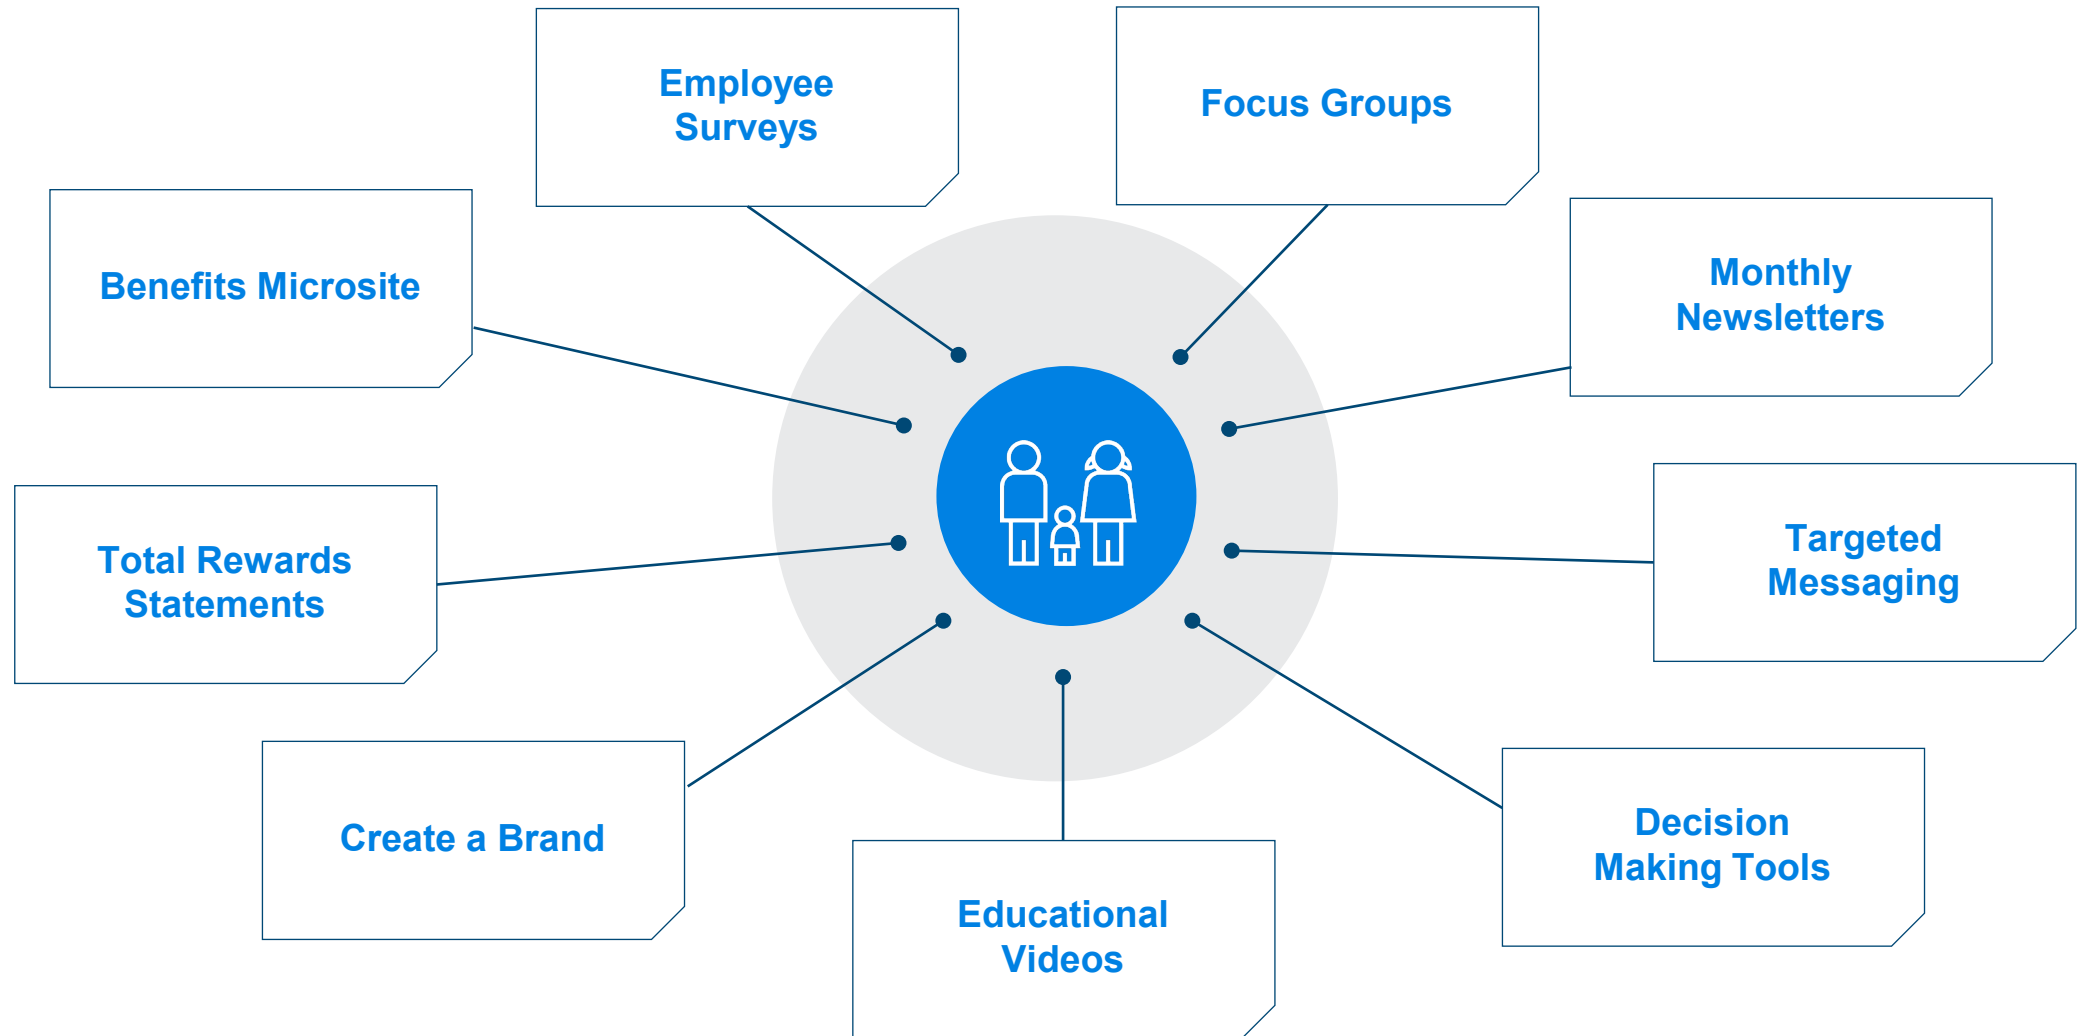 Employee
Surveys
Focus Groups
Benefits Microsite
Monthly
Newsletters
Total Rewards
Statements
Targeted
Messaging
Create a Brand
Decision
Making Tools
Educational
Videos